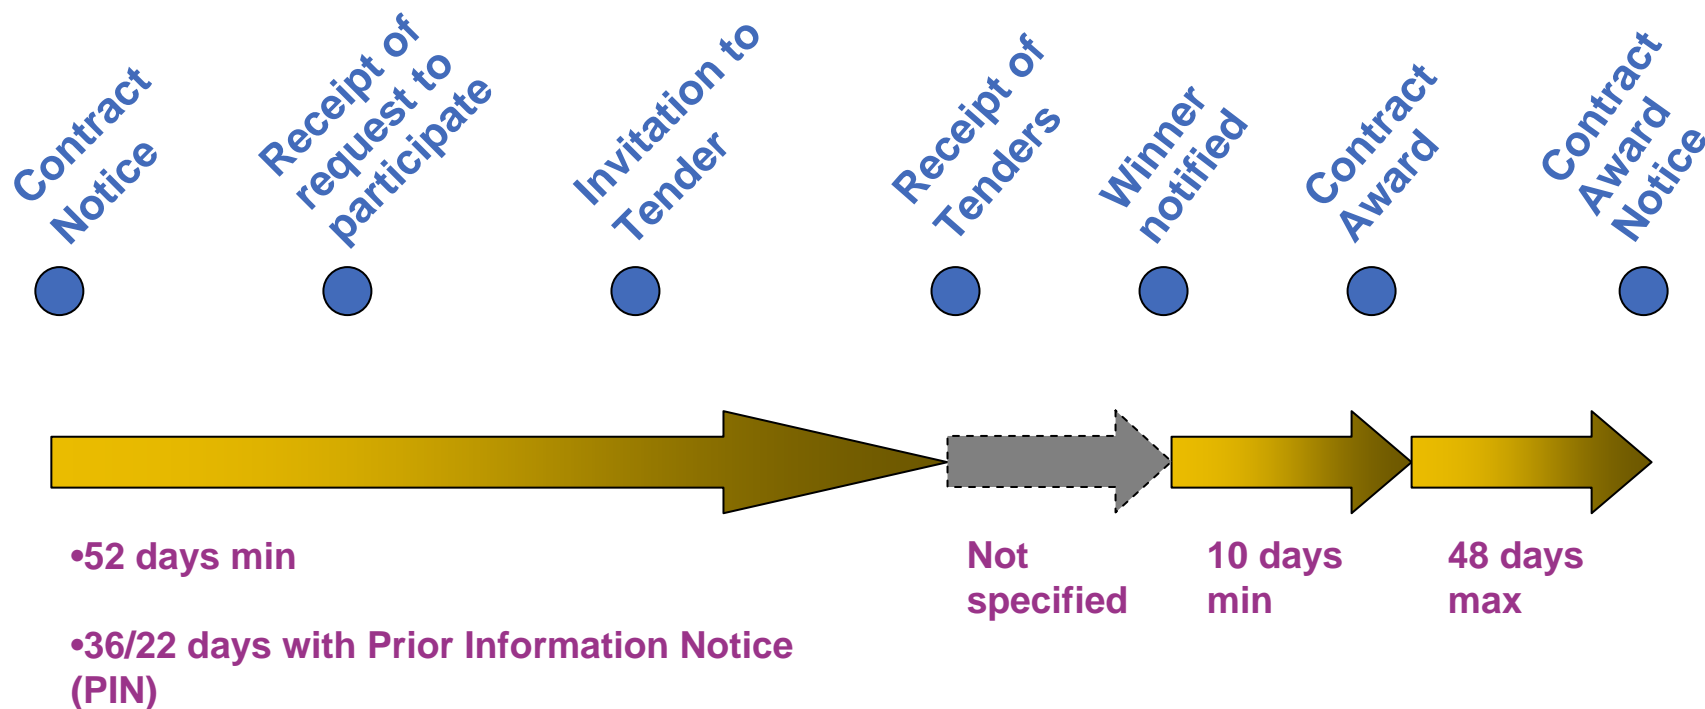 Contract
Notice
Receipt of
request to
participate
Invitation to
Tender
Receipt of
Tenders
Winner
notified
Contract
Award
Contract
Award
Notice
•52 days min
•36/22 days with Prior Information Notice
(PIN)
Not
specified
10 days
min
48 days
max